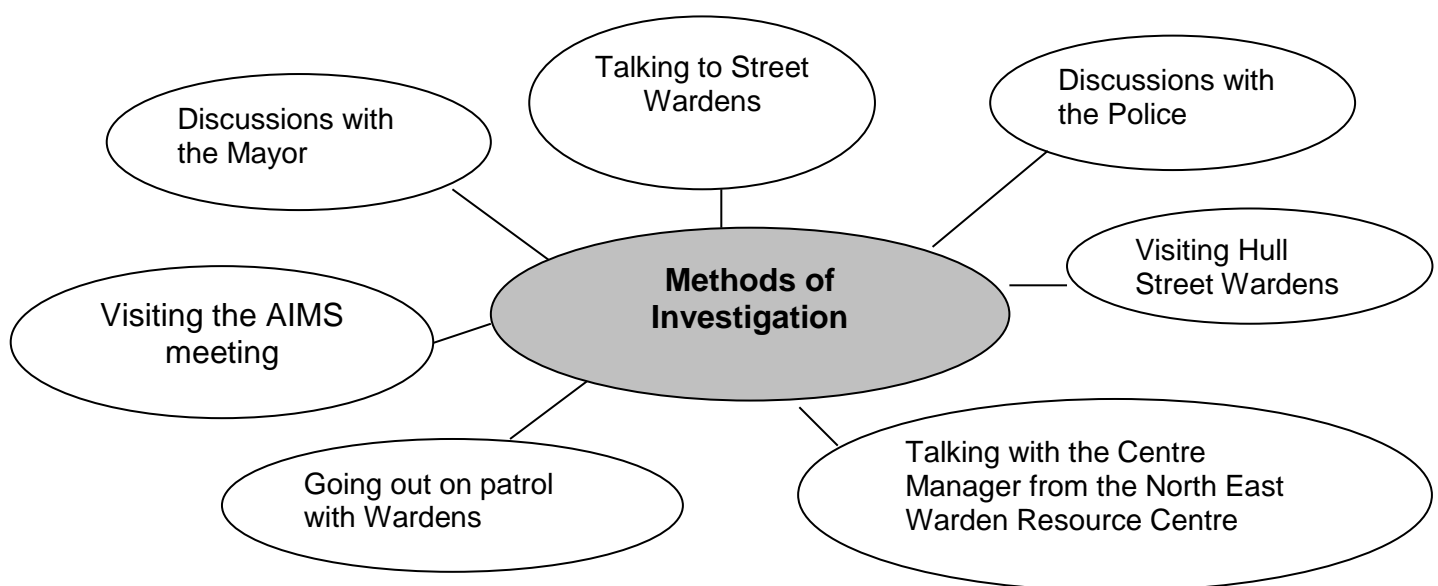 Talking to Street
Wardens
Discussions with
the Police
Discussions with
the Mayor
Visiting Hull
Street Wardens
Methods of
Investigation
Visiting the AIMS
meeting
Going out on patrol
with Wardens
Talking with the Centre
Manager from the North East
Warden Resource Centre